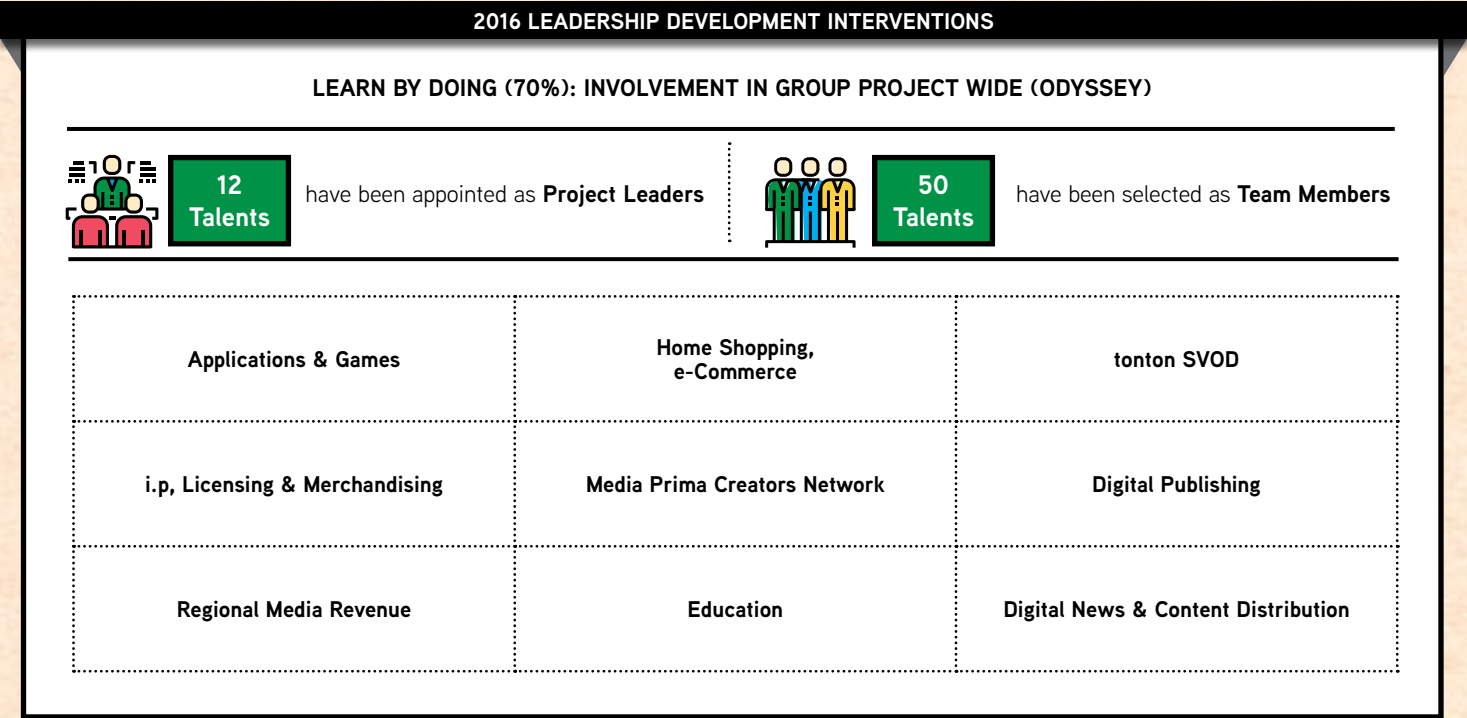 2016 LEADERSHIP DEVELOPMENT INTERVENTIONS
LEARN BY DOING (70%): INVOLVEMENT IN GROUP PROJECT WIDE (ODYSSEY)
12
Talents
have been appointed as Project Leaders
50
Talents
have been selected as Team Members
Applications & Games
Home Shopping,
e-Commerce
tonton SVOD
i.p, Licensing & Merchandising
Media Prima Creators Network
Digital Publishing
Regional Media Revenue
Education
Digital News & Content Distribution